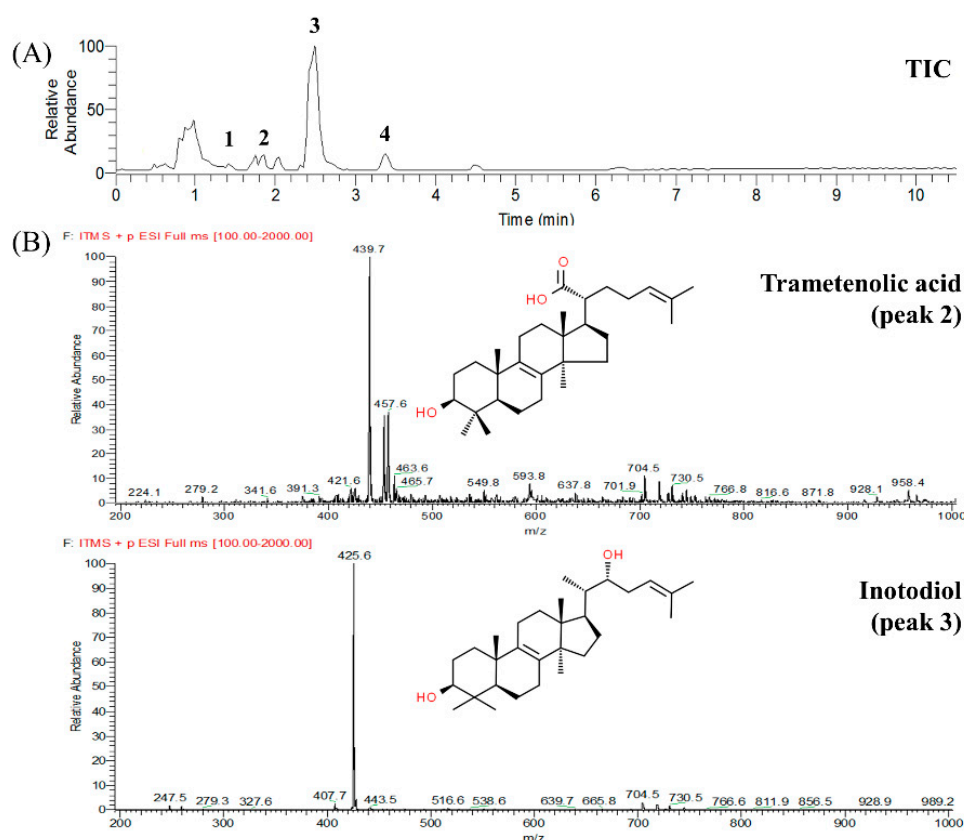 (A)
3
TIC
Relative
Abundance
100
50
0
1
2
4
0 1 2 3 4 5 6 7 8 9 10
Time (min)
(B)
F: ITMS + p ESI Full ms [100.00-2000.00]
439.7
Trametenolic acid
(peak 2)
O
HO
HO
Relative Abundance
100
90
80
70
60
50
40
30
20
10
0
457.6
463.6
465.7
421.6
391.3
341.6
279.2
224.1
549.8
593.8
637.8
701.9
704.5
730.5
766.8
816.6
871.8
928.1
958.4
200 300 400 500 600 700 800 900 1000
m/z
F: ITMS + p ESI Full ms [100.00-2000.00]
425.6
Inotodiol
(peak 3)
OH
HO
Relative Abundance
100
90
80
70
60
50
40
30
20
10
0
247.5
279.3
327.6
407.7
443.5
516.6
538.6
639.7
665.8
704.5
730.5
766.6
811.9
856.5
928.9
989.2
200 300 400 500 600 700 800 900 1000
m/z